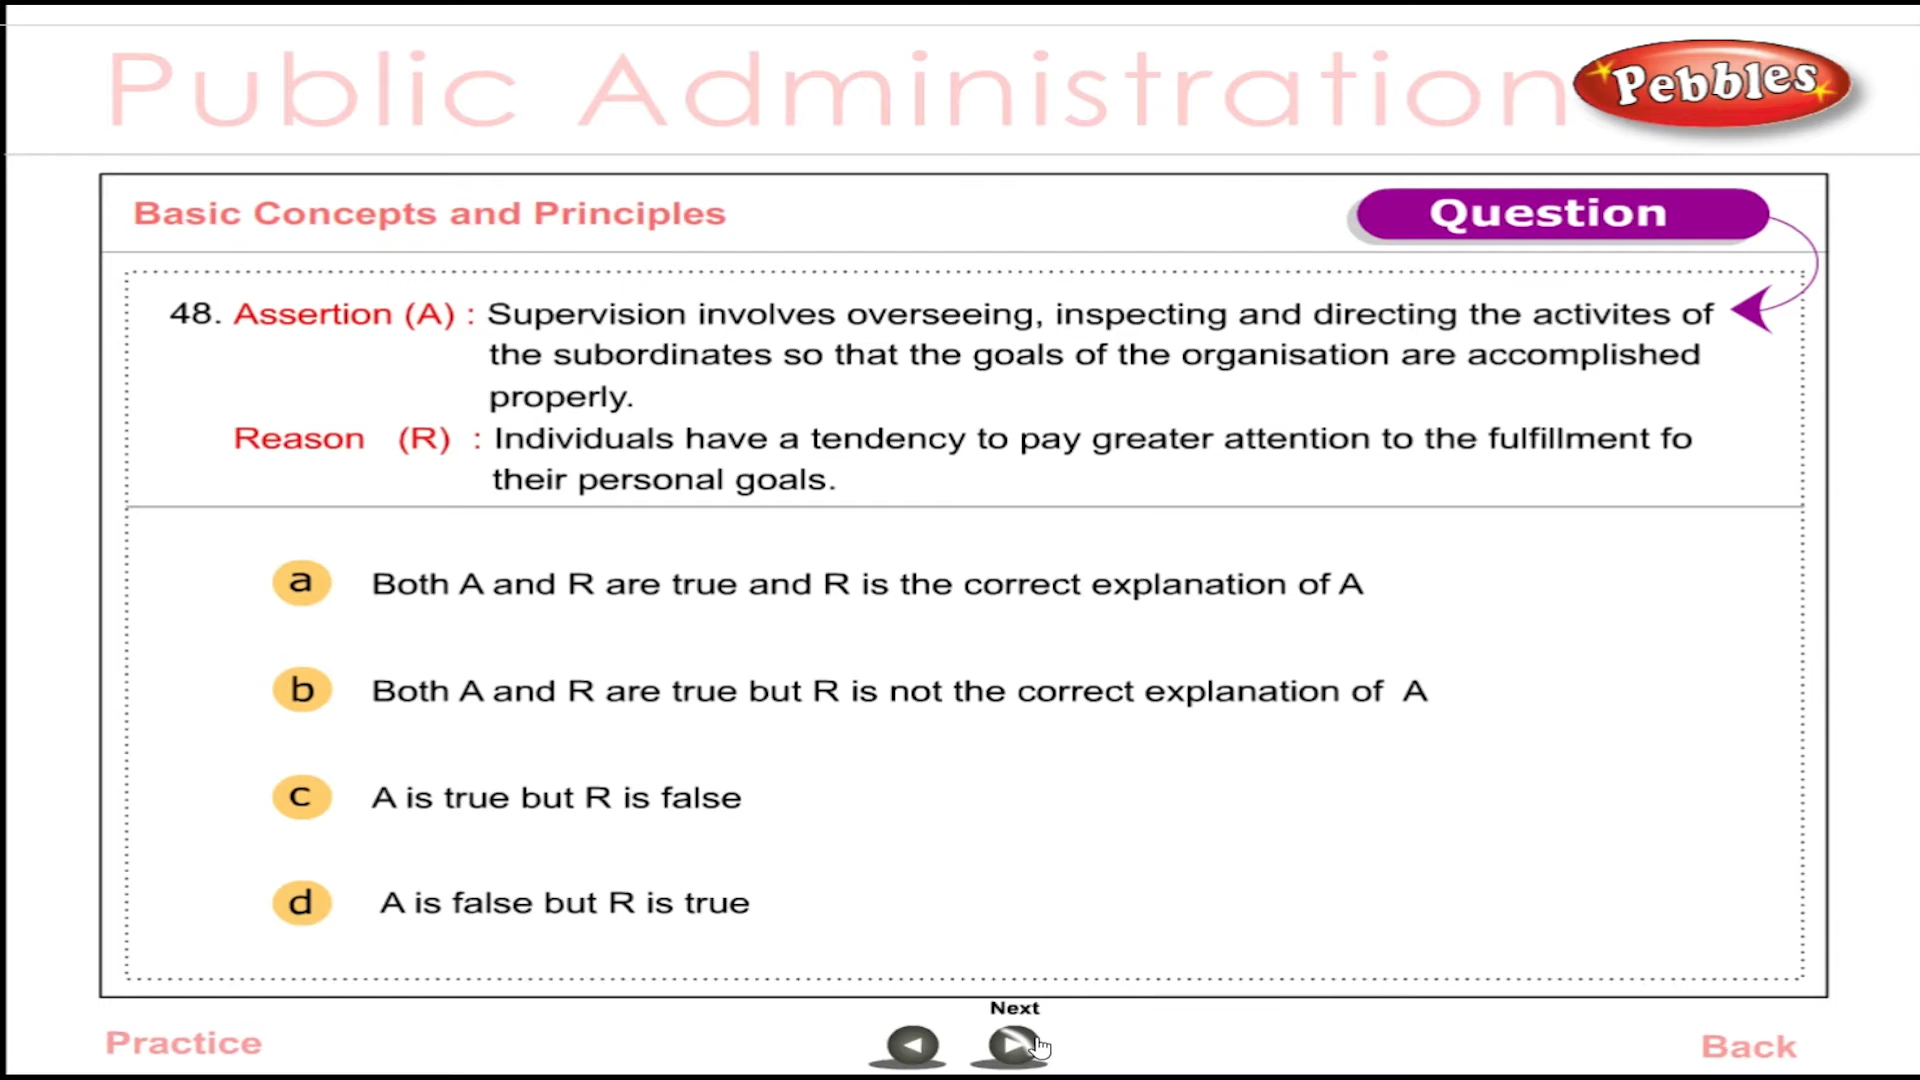 Public Administration
Pebbles
Basic Concepts and Principles
Question
48. Assertion (A) : Supervision involves overseeing, inspecting and directing the activites of
the subordinates so that the goals of the organisation are accomplished
properly.
Reason (R) : Individuals have a tendency to pay greater attention to the fulfillment fo
their personal goals.
a Both A and R are true and R is the correct explanation of A
b Both A and R are true but R is not the correct explanation of A
c A is true but R is false
d A is false but R is true
Next
Practice
Back